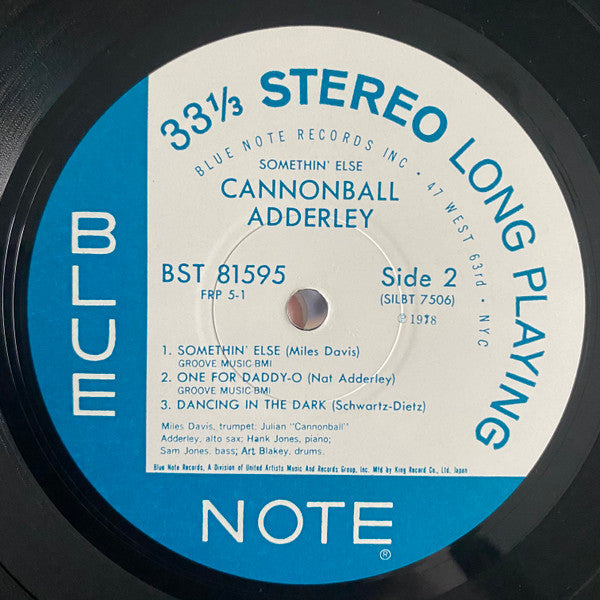 33⅓ STEREO LONG PLAYING
BLUE NOTE RECORDS INC • 47 WEST 63rd • NYC
SOMETHIN' ELSE
CANNONBALL
ADDERLEY
BST 81595
FRP 5-1
Side 2
(SILBT 7506)
℗ 1978
1. SOMETHIN' ELSE (Miles Davis)
GROOVE MUSIC-BMI
2. ONE FOR DADDY-O (Nat Adderley)
GROOVE MUSIC-BMI
3. DANCING IN THE DARK (Schwartz-Dietz)
Miles Davis, trumpet; Julian "Cannonball"
Adderley, alto sax; Hank Jones, piano;
Sam Jones, bass; Art Blakey, drums.
Blue Note Records, A Division of United Artists Music And Records Group, Inc. Mfd by King Record Co., Ltd. Japan
BLUE
NOTE
®